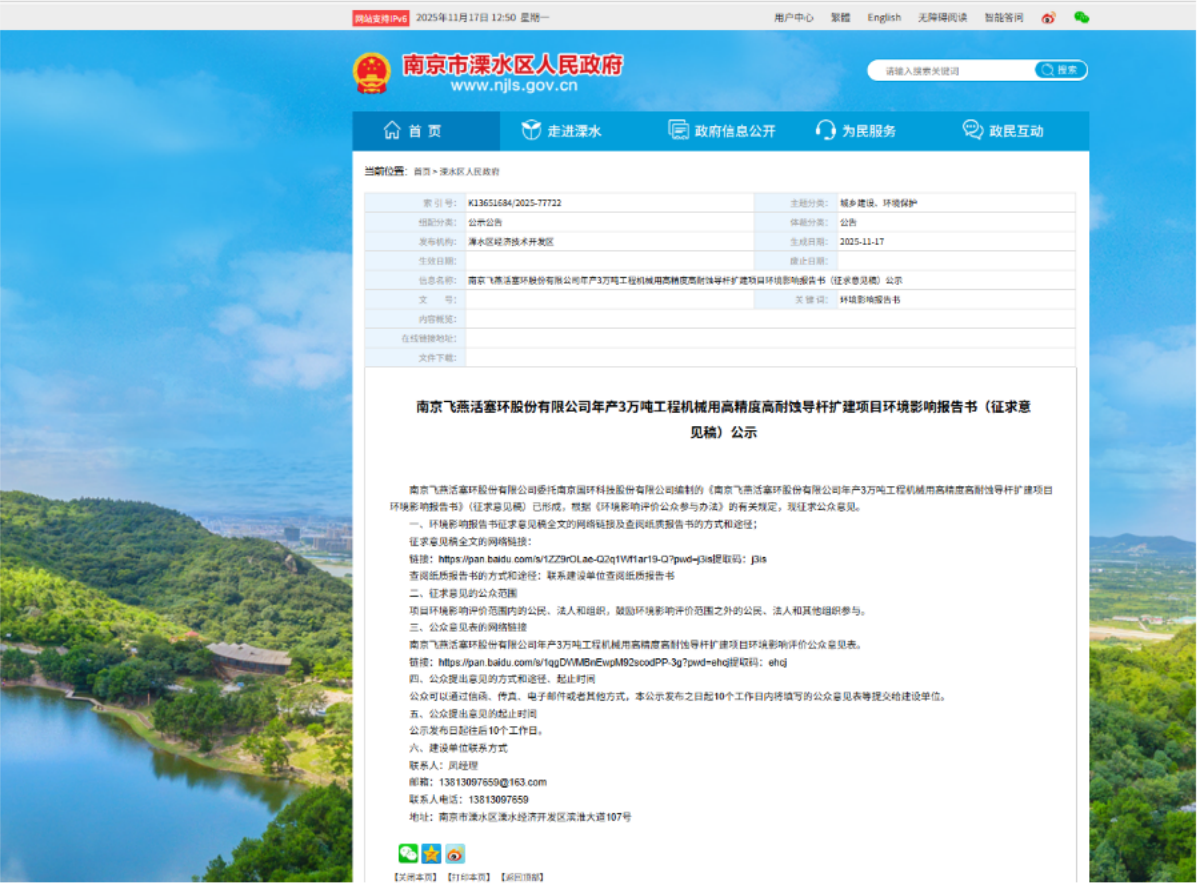 网站支持IPv6 2025年11月17日 12:50 星期一 用户中心 繁體 English 无障碍阅读 智能答问
南京市溧水区人民政府
www.njls.gov.cn
请输入搜索关键词 搜索
首 页 走进溧水 政府信息公开 为民服务 政民互动
当前位置: 首页 > 溧水区人民政府
索 引 号: K13651684/2025-77722 主题分类: 城乡建设、环境保护
组配分类: 公示公告 体裁分类: 公告
发布机构: 溧水区经济技术开发区 生成日期: 2025-11-17
生效日期: 废止日期:
信息名称: 南京飞燕活塞环股份有限公司年产3万吨工程机械用高精度高耐蚀导杆扩建项目环境影响报告书（征求意见稿）公示
文 号: 关 键 词: 环境影响报告书
内容概览:
在线链接地址:
文件下载:
南京飞燕活塞环股份有限公司年产3万吨工程机械用高精度高耐蚀导杆扩建项目环境影响报告书（征求意
见稿）公示
南京飞燕活塞环股份有限公司委托南京国环科技股份有限公司编制的《南京飞燕活塞环股份有限公司年产3万吨工程机械用高精度高耐蚀导杆扩建项目
环境影响报告书》（征求意见稿）已形成，根据《环境影响评价公众参与办法》的有关规定，现征求公众意见。
一、环境影响报告书征求意见稿全文的网络链接及查阅纸质报告书的方式和途径；
征求意见稿全文的网络链接：
链接：https://pan.baidu.com/s/1ZZ9rOLae-Q2q1Wf1ar19-Q?pwd=j3is提取码：j3is
查阅纸质报告书的方式和途径：联系建设单位查阅纸质报告书
二、征求意见的公众范围
项目环境影响评价范围内的公民、法人和组织，鼓励环境影响评价范围之外的公民、法人和其他组织参与。
三、公众意见表的网络链接
南京飞燕活塞环股份有限公司年产3万吨工程机械用高精度高耐蚀导杆扩建项目环境影响评价公众意见表。
链接：https://pan.baidu.com/s/1qgDWMBnEwpM92scodPP-3g?pwd=ehcj提取码：ehcj
四、公众提出意见的方式和途径、起止时间
公众可以通过信函、传真、电子邮件或者其他方式，本公示发布之日起10个工作日内将填写的公众意见表等提交给建设单位。
五、公众提出意见的起止时间
公示发布日起往后10个工作日。
六、建设单位联系方式
联系人：凤经理
邮箱：13813097659@163.com
联系人电话：13813097659
地址：南京市溧水区溧水经济开发区滨淮大道107号
【关闭本页】 【打印本页】 【返回顶部】